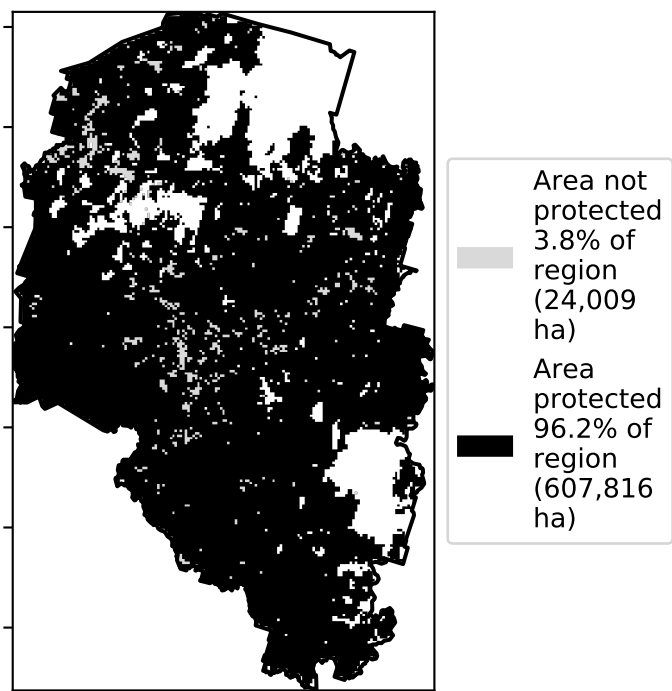 Area not
protected
3.8% of
region
(24,009
ha)
Area
protected
96.2% of
region
(607,816
ha)